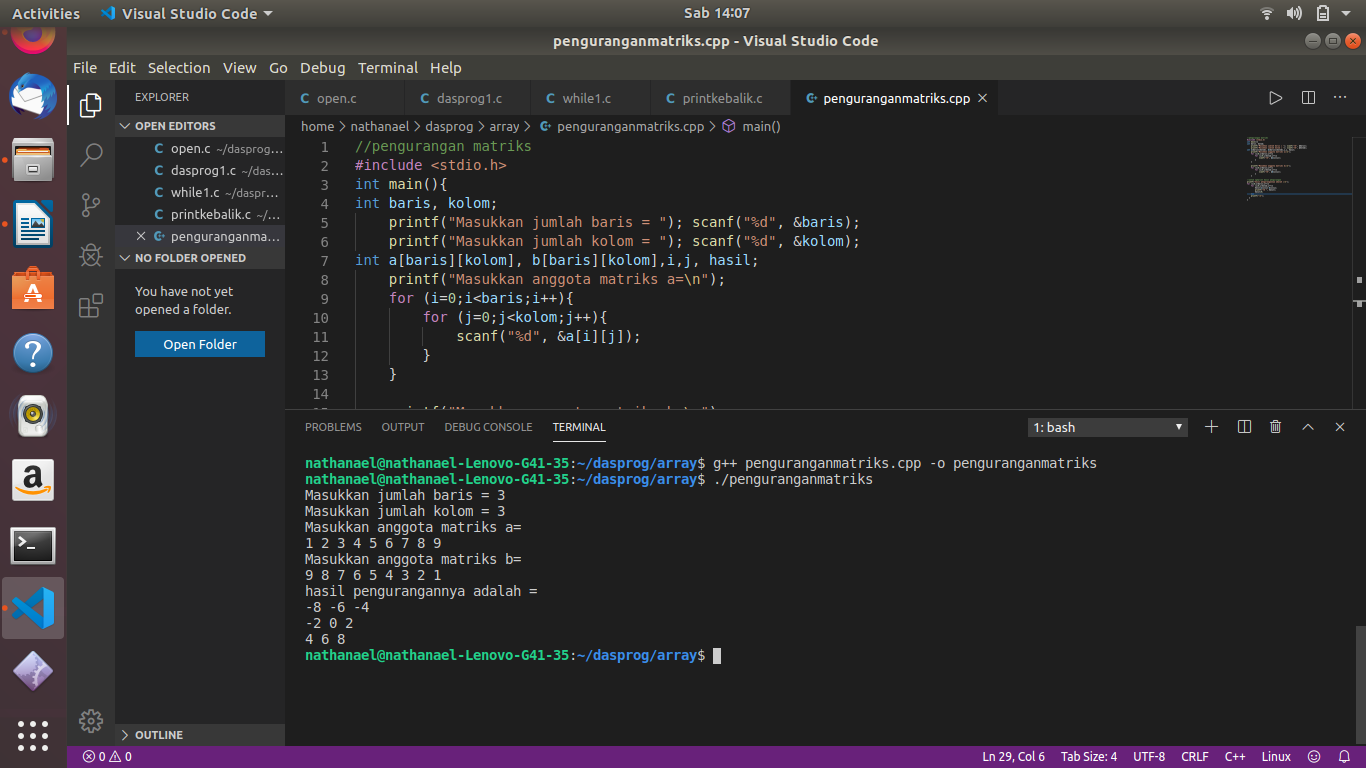 Activities Visual Studio Code Sab 14:07
penguranganmatriks.cpp - Visual Studio Code
File Edit Selection View Go Debug Terminal Help
EXPLORER
OPEN EDITORS
open.c ~/dasprog...
dasprog1.c ~/das...
while1.c ~/daspr...
printkebalik.c ~/...
penguranganma...
NO FOLDER OPENED
You have not yet
opened a folder.
Open Folder
OUTLINE
open.c dasprog1.c while1.c printkebalik.c penguranganmatriks.cpp
home > nathanael > dasprog > array > penguranganmatriks.cpp > main()
1 //pengurangan matriks
2 #include <stdio.h>
3 int main(){
4 int baris, kolom;
5 printf("Masukkan jumlah baris = "); scanf("%d", &baris);
6 printf("Masukkan jumlah kolom = "); scanf("%d", &kolom);
7 int a[baris][kolom], b[baris][kolom],i,j, hasil;
8 printf("Masukkan anggota matriks a=\n");
9 for (i=0;i<baris;i++){
10 for (j=0;j<kolom;j++){
11 scanf("%d", &a[i][j]);
12 }
13 }
14
PROBLEMS OUTPUT DEBUG CONSOLE TERMINAL 1: bash
nathanael@nathanael-Lenovo-G41-35:~/dasprog/array$ g++ penguranganmatriks.cpp -o penguranganmatriks
nathanael@nathanael-Lenovo-G41-35:~/dasprog/array$ ./penguranganmatriks
Masukkan jumlah baris = 3
Masukkan jumlah kolom = 3
Masukkan anggota matriks a=
1 2 3 4 5 6 7 8 9
Masukkan anggota matriks b=
9 8 7 6 5 4 3 2 1
hasil pengurangannya adalah =
-8 -6 -4
-2 0 2
4 6 8
nathanael@nathanael-Lenovo-G41-35:~/dasprog/array$
0 0 Ln 29, Col 6 Tab Size: 4 UTF-8 CRLF C++ Linux